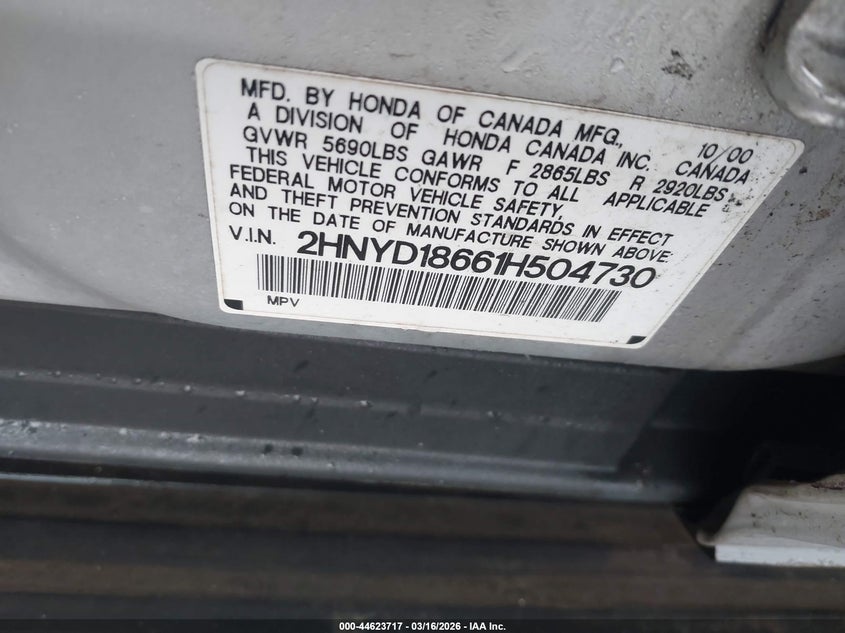 MFD. BY HONDA OF CANADA MFG., 10/00
A DIVISION OF HONDA CANADA INC. CANADA
GVWR 5690LBS GAWR F 2865LBS R 2920LBS
THIS VEHICLE CONFORMS TO ALL APPLICABLE
FEDERAL MOTOR VEHICLE SAFETY,
AND THEFT PREVENTION STANDARDS IN EFFECT
ON THE DATE OF MANUFACTURE SHOWN ABOVE.
V.I.N. 2HNYD18661H504730
MPV
000-44623717 - 03/16/2026 - IAA Inc.